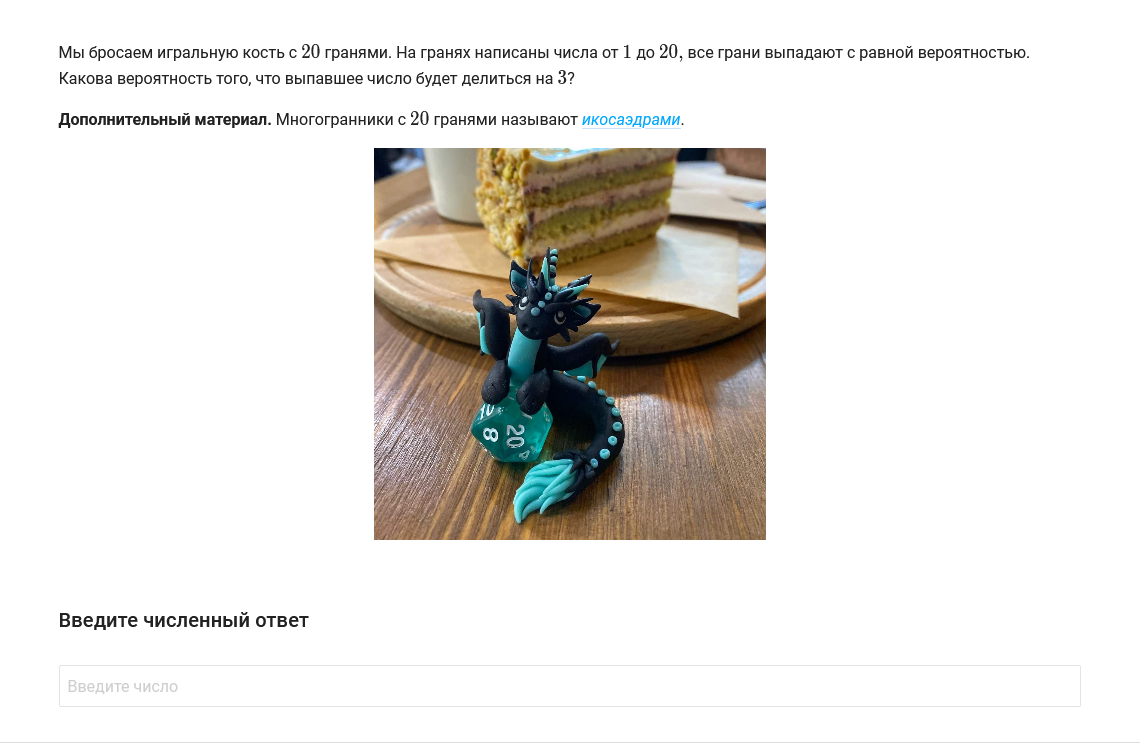 Мы бросаем игральную кость с 20 гранями. На гранях написаны числа от 1 до 20, все грани выпадают с равной вероятностью.
Какова вероятность того, что выпавшее число будет делиться на 3?
Дополнительный материал. Многогранники с 20 гранями называют икосаэдрами.
8
20
Введите численный ответ
Введите число